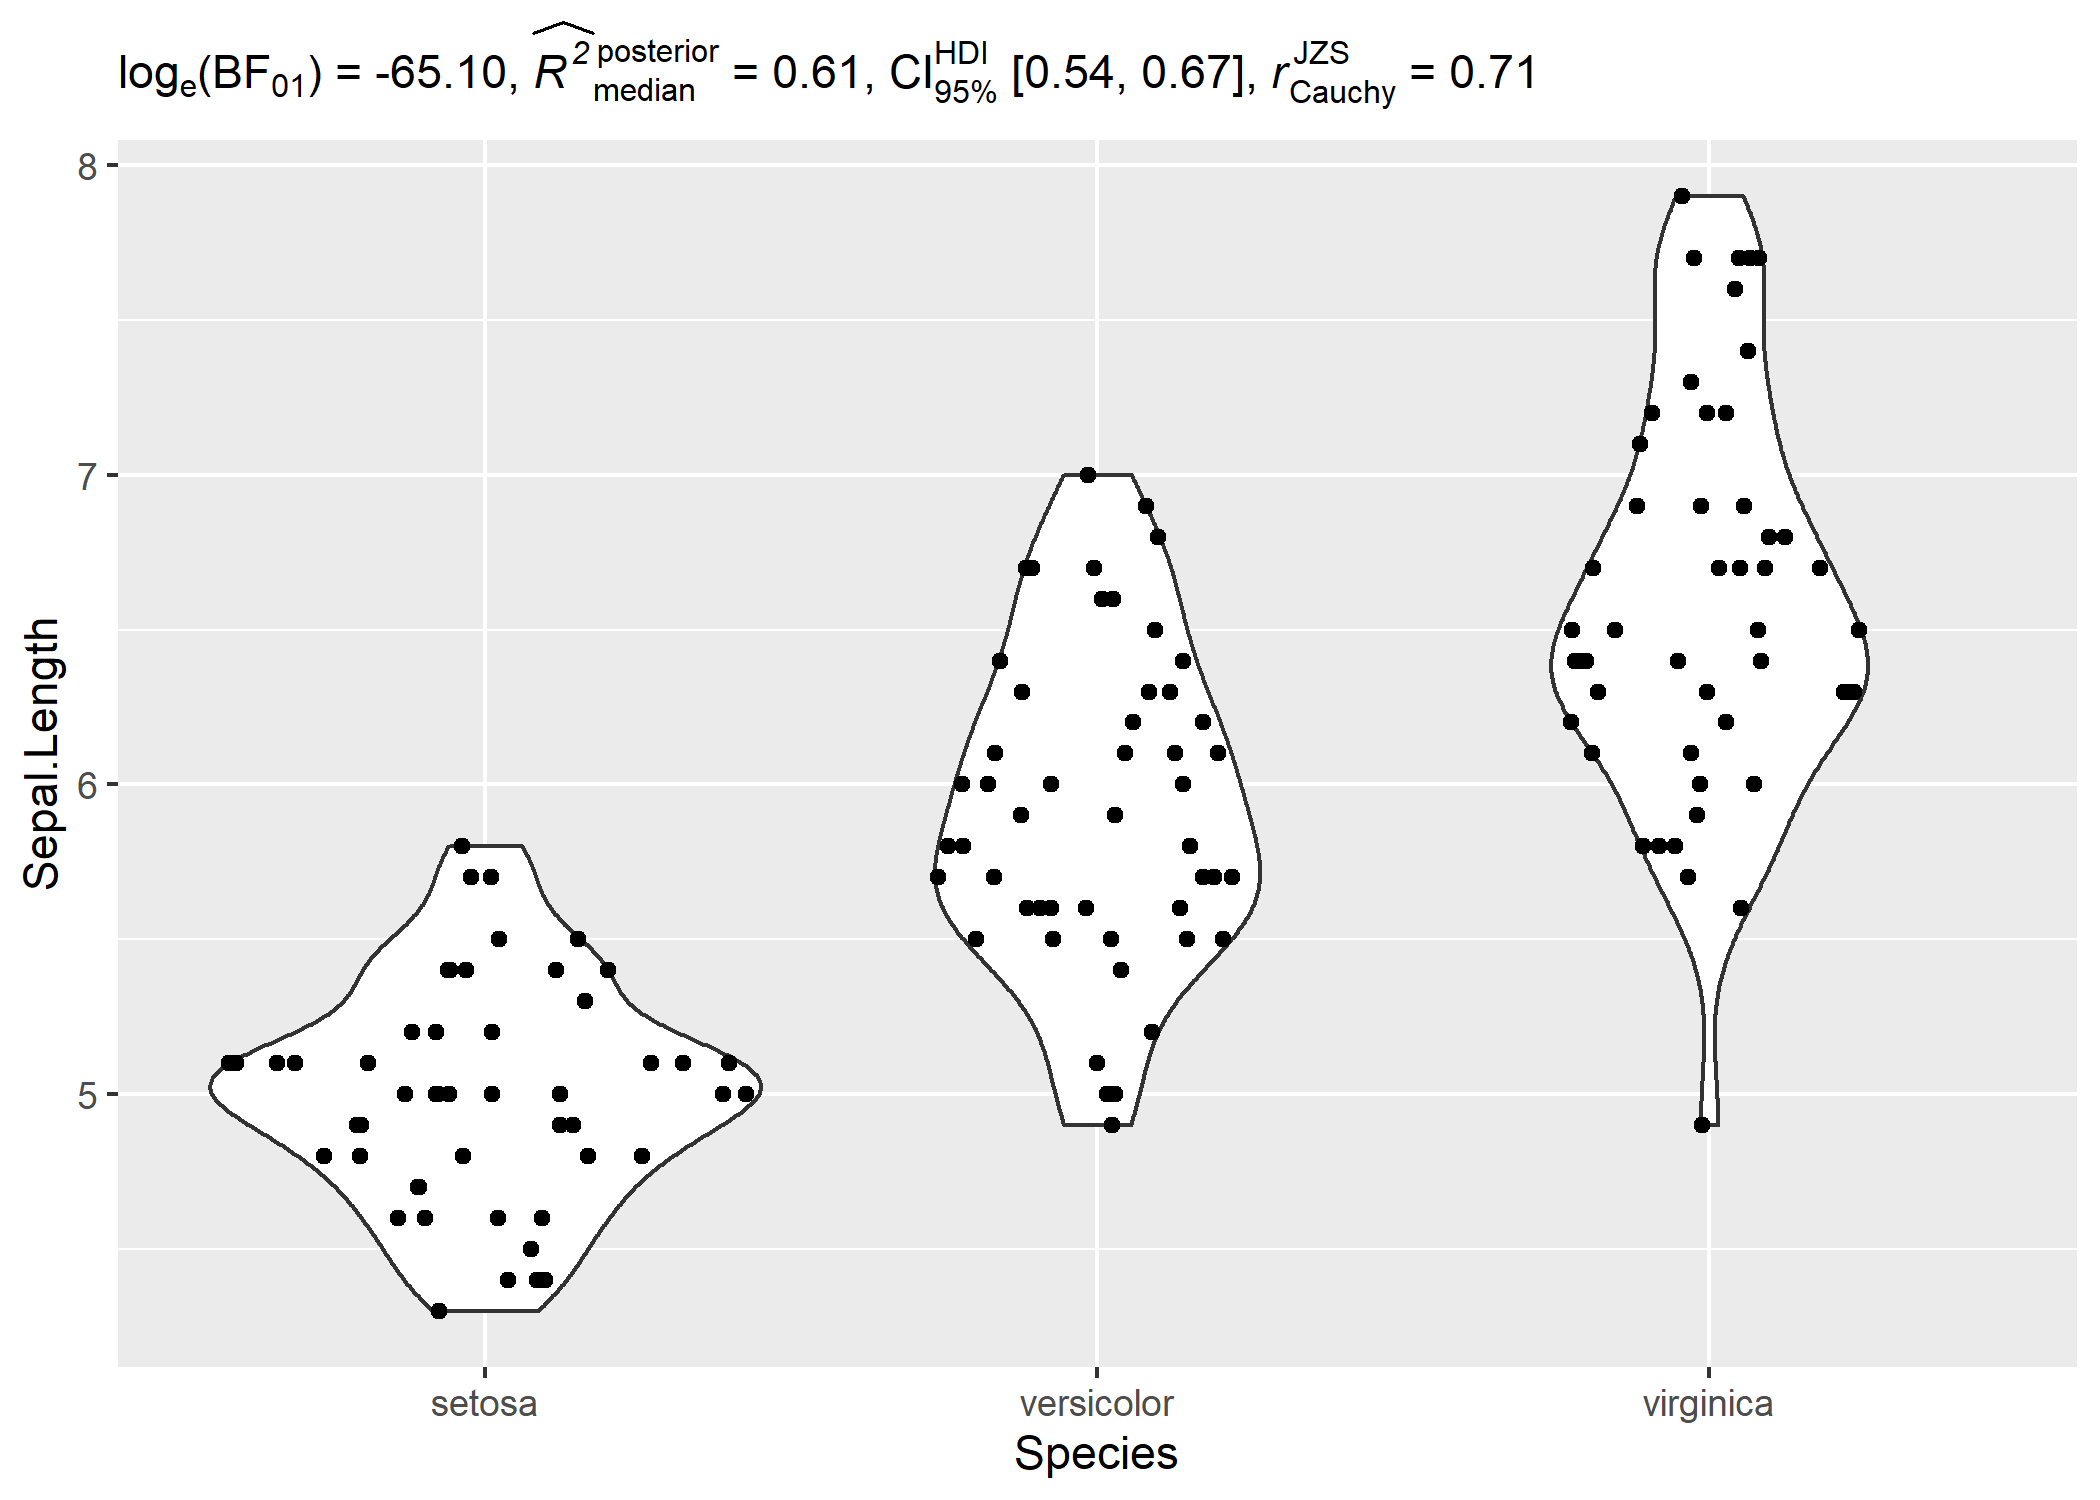 logₑ(BF₀₁) = -65.10, R̂² posterior median = 0.61, CI HDI 95% [0.54, 0.67], r JZS Cauchy = 0.71
8
7
6
5
Sepal.Length
setosa versicolor virginica
Species